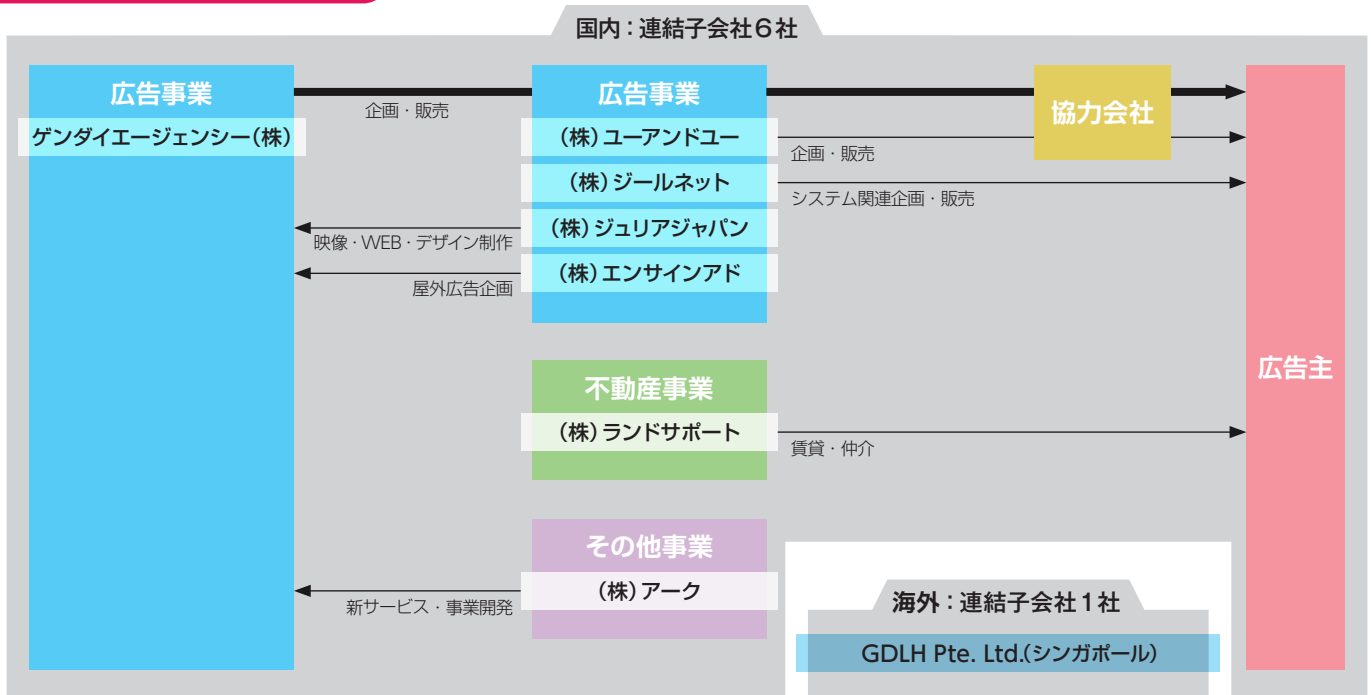 国内：連結子会社6社
広告事業
ゲンダイエージェンシー(株)
企画・販売
広告事業
(株)ユーアンドユー
(株)ジールネット
(株)ジュリアジャパン
(株)エンサインアド
企画・販売
システム関連企画・販売
映像・WEB・デザイン制作
屋外広告企画
協力会社
広告主
不動産事業
(株)ランドサポート
賃貸・仲介
その他事業
(株)アーク
新サービス・事業開発
海外：連結子会社1社
GDLH Pte. Ltd.(シンガポール)